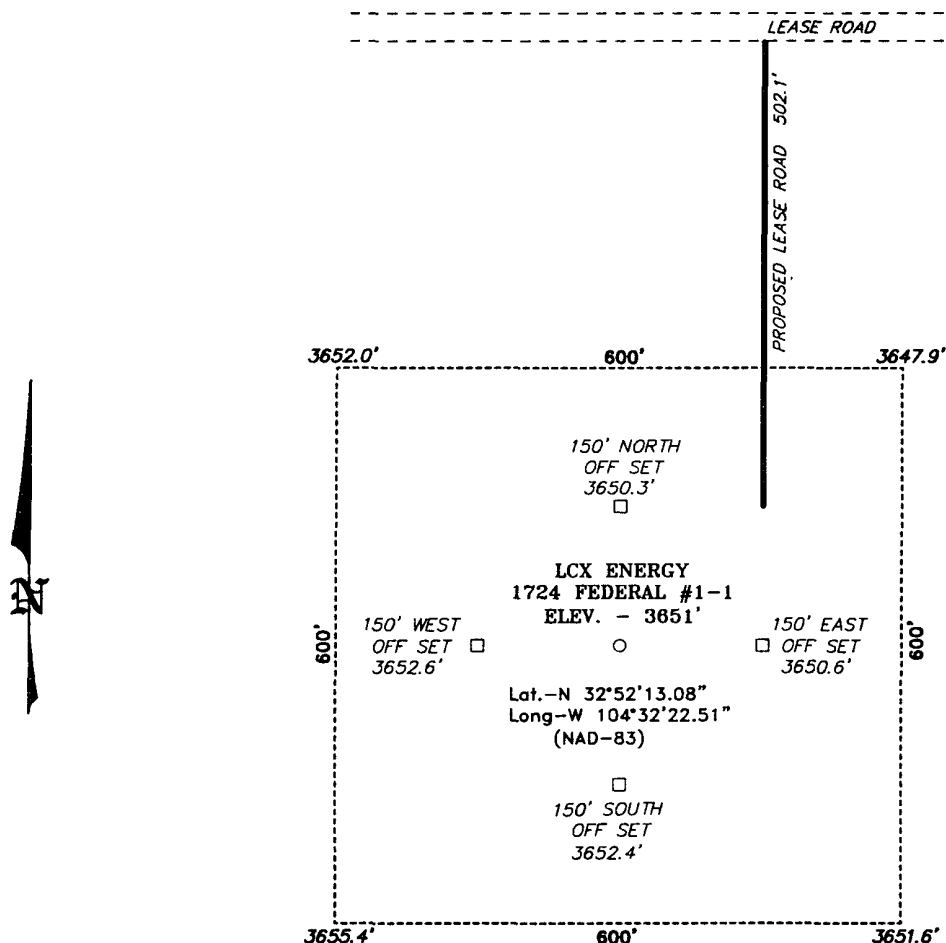 LEASE ROAD
PROPOSED LEASE ROAD 502.1'
3652.0'
600'
3647.9'
150' NORTH
OFF SET
3650.3'
LCX ENERGY
1724 FEDERAL #1-1
ELEV. - 3651'
600'
150' WEST
OFF SET
3652.6'
150' EAST
OFF SET
3650.6'
600'
Lat.-N 32°52'13.08"
Long-W 104°32'22.51"
(NAD-83)
150' SOUTH
OFF SET
3652.4'
3655.4'
600'
3651.6'
N